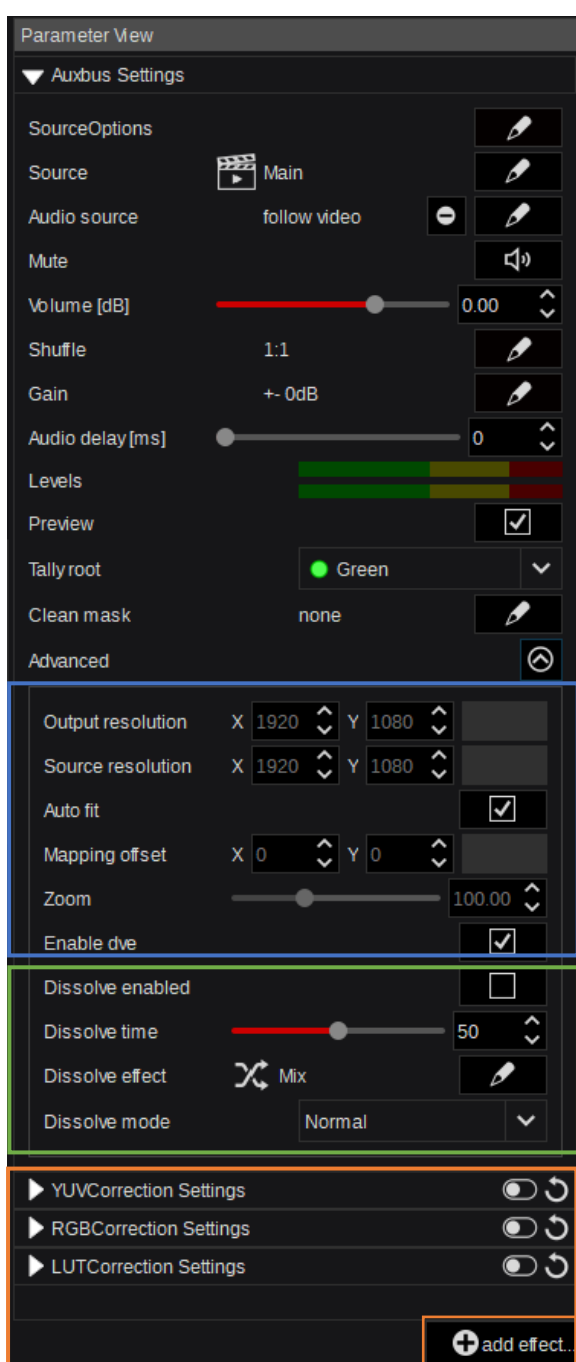 Parameter View
Auxbus Settings
SourceOptions
Source Main
Audio source follow video
Mute
Volume [dB] 0.00
Shuffle 1:1
Gain +- 0dB
Audio delay [ms] 0
Levels
Preview
Tally root Green
Clean mask none
Advanced
Output resolution X 1920 Y 1080
Source resolution X 1920 Y 1080
Auto fit
Mapping offset X 0 Y 0
Zoom 100.00
Enable dve
Dissolve enabled
Dissolve time 50
Dissolve effect Mix
Dissolve mode Normal
YUVCorrection Settings
RGBCorrection Settings
LUTCorrection Settings
add effect...